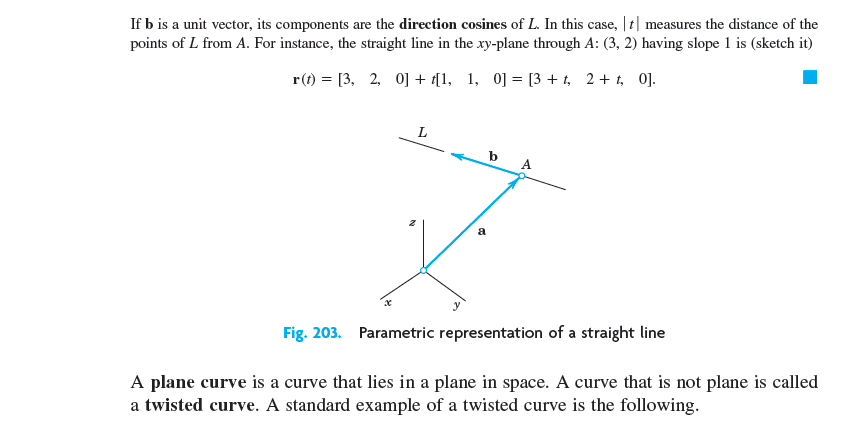 If b is a unit vector, its components are the direction cosines of L. In this case, |t| measures the distance of the
points of L from A. For instance, the straight line in the xy-plane through A: (3, 2) having slope 1 is (sketch it)
r(t) = [3, 2, 0] + t[1, 1, 0] = [3 + t, 2 + t, 0].
L
b
A
z
a
x
y
Fig. 203. Parametric representation of a straight line
A plane curve is a curve that lies in a plane in space. A curve that is not plane is called
a twisted curve. A standard example of a twisted curve is the following.